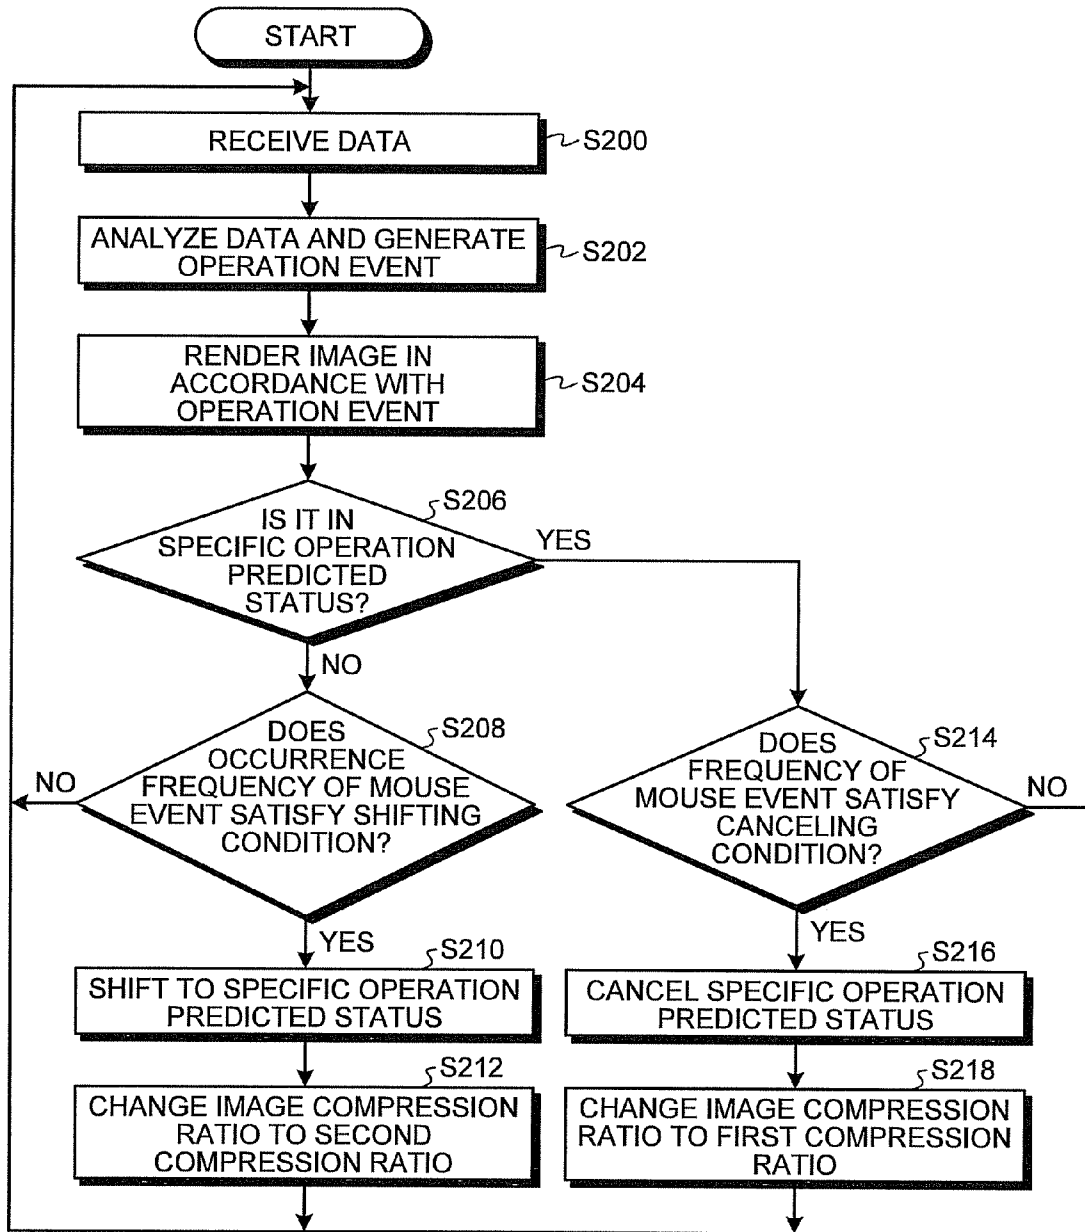 START
RECEIVE DATA
S200
ANALYZE DATA AND GENERATE
OPERATION EVENT
S202
RENDER IMAGE IN
ACCORDANCE WITH
OPERATION EVENT
S204
S206
IS IT IN
SPECIFIC OPERATION
PREDICTED
STATUS?
YES
NO
S208
DOES
OCCURRENCE
FREQUENCY OF MOUSE
EVENT SATISFY SHIFTING
CONDITION?
NO
YES
S214
DOES
FREQUENCY OF
MOUSE EVENT SATISFY
CANCELING
CONDITION?
NO
YES
S210
SHIFT TO SPECIFIC OPERATION
PREDICTED STATUS
S216
CANCEL SPECIFIC OPERATION
PREDICTED STATUS
S212
CHANGE IMAGE COMPRESSION
RATIO TO SECOND
COMPRESSION RATIO
S218
CHANGE IMAGE COMPRESSION
RATIO TO FIRST COMPRESSION
RATIO